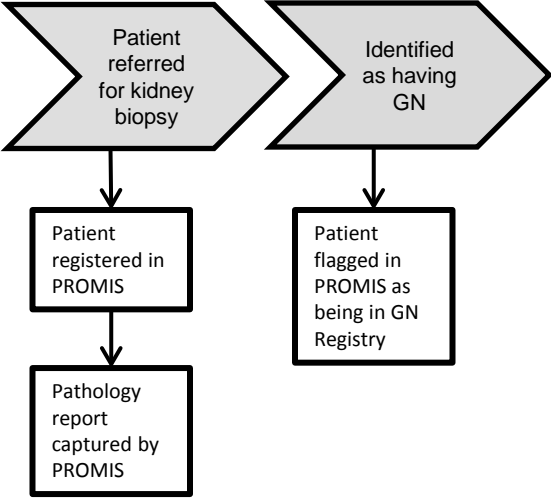 Patient
referred
for kidney
biopsy
Identified
as having
GN
Patient
registered in
PROMIS
Patient
flagged in
PROMIS as
being in GN
Registry
Pathology
report
captured by
PROMIS